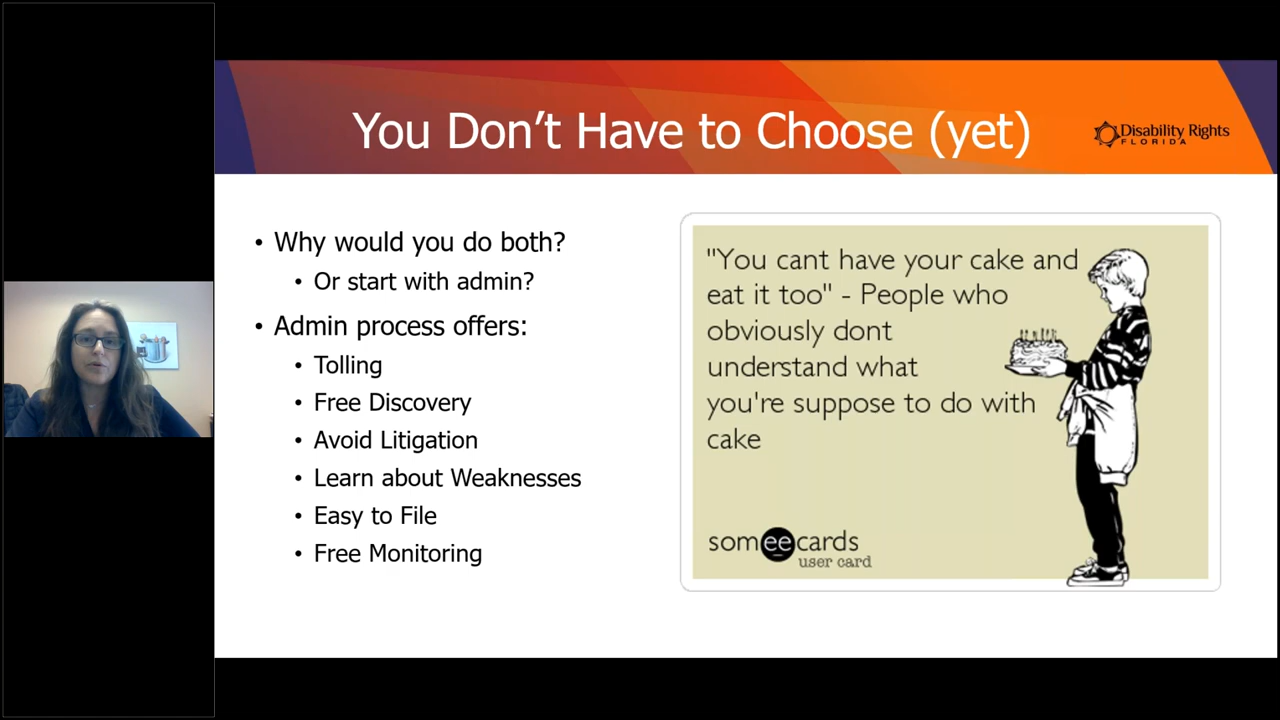 You Don’t Have to Choose (yet)
Disability Rights
FLORIDA
• Why would you do both?
• Or start with admin?
• Admin process offers:
• Tolling
• Free Discovery
• Avoid Litigation
• Learn about Weaknesses
• Easy to File
• Free Monitoring
"You cant have your cake and
eat it too" - People who
obviously dont
understand what
you're suppose to do with
cake
someecards
user card